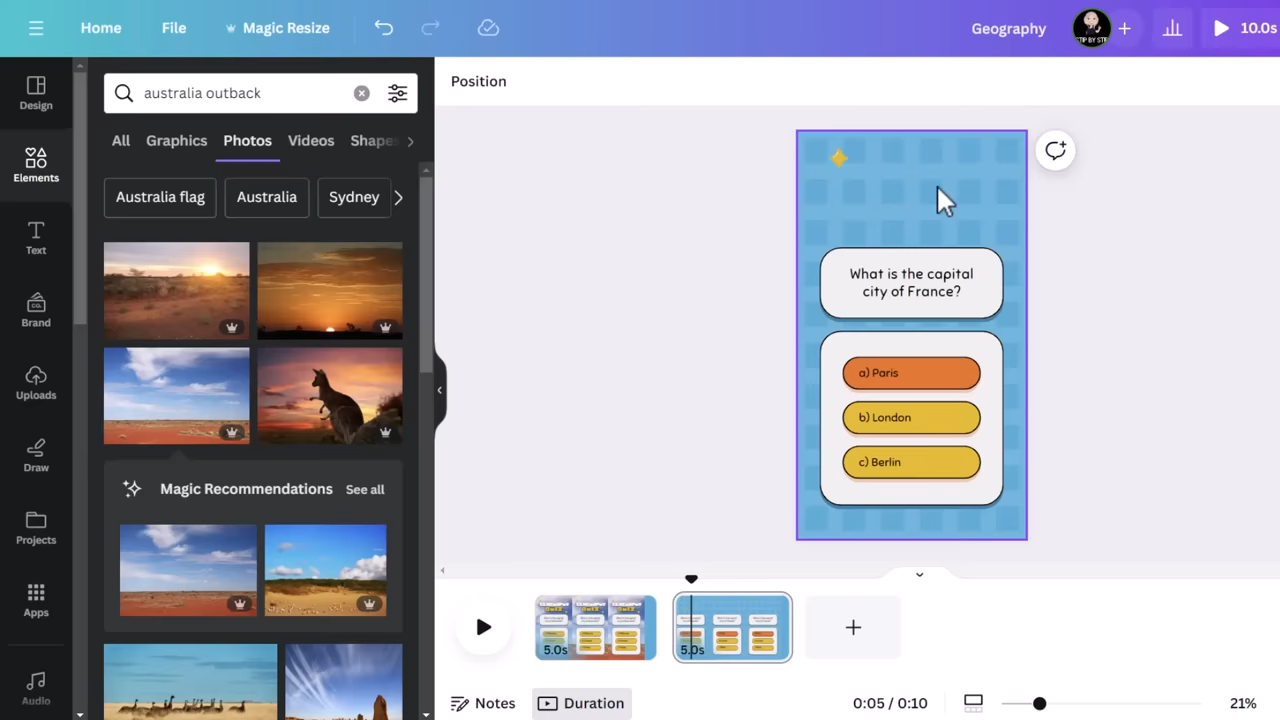 Home File Magic Resize
Geography
10.0s
Position
australia outback
Design
Elements
Text
Brand
Uploads
Draw
Projects
Apps
Audio
All Graphics Photos Videos Shapes
Australia flag Australia Sydney
Magic Recommendations See all
What is the capital
city of France?
a) Paris
b) London
c) Berlin
5.0s
5.0s
Notes Duration
0:05 / 0:10
21%